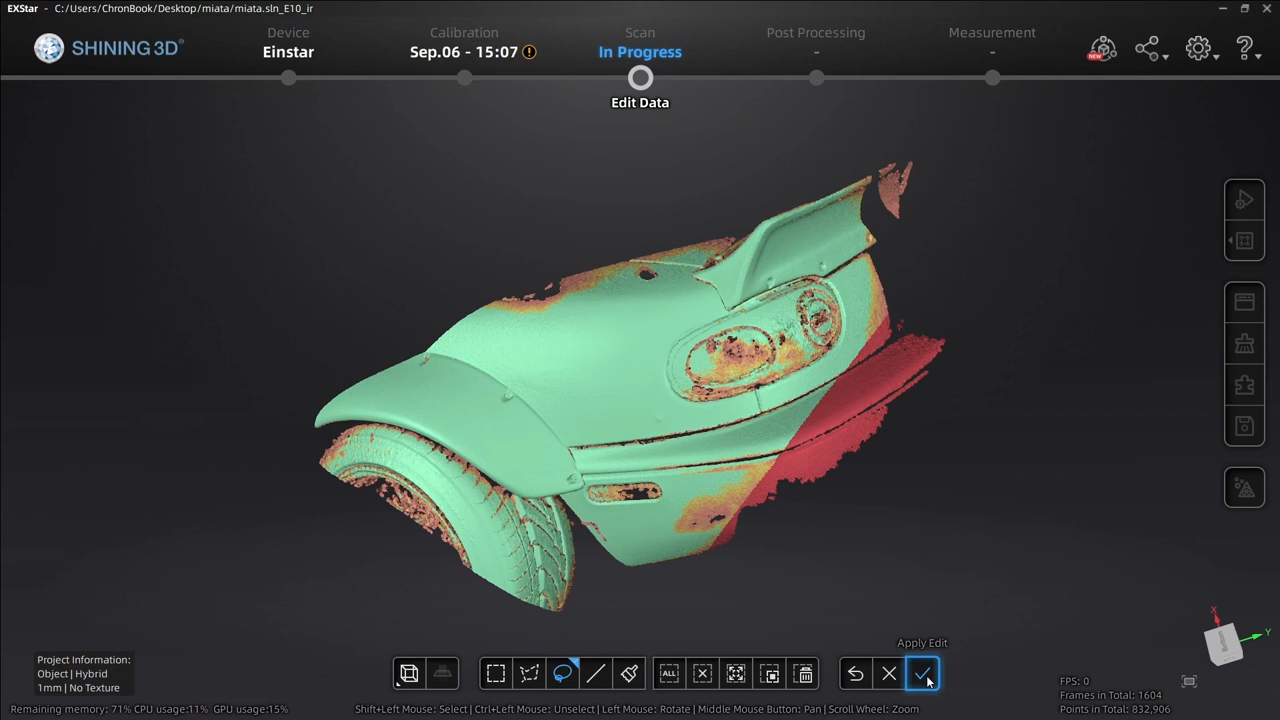 EXStar - C:/Users/ChronBook/Desktop/miata/miata.sln_E10_ir
SHINING 3D®
Device
Einstar
Calibration
Sep.06 - 15:07
Scan
In Progress
Post Processing
-
Measurement
-
NEW
Edit Data
Apply Edit
ALL
Project Information:
Object | Hybrid
1mm | No Texture
Bottom
X
Y
FPS: 0
Frames in Total: 1604
Points in Total: 832,906
Remaining memory: 71% CPU usage:11% GPU usage:15%
Shift+Left Mouse: Select | Ctrl+Left Mouse: Unselect | Left Mouse: Rotate | Middle Mouse Button: Pan | Scroll Wheel: Zoom